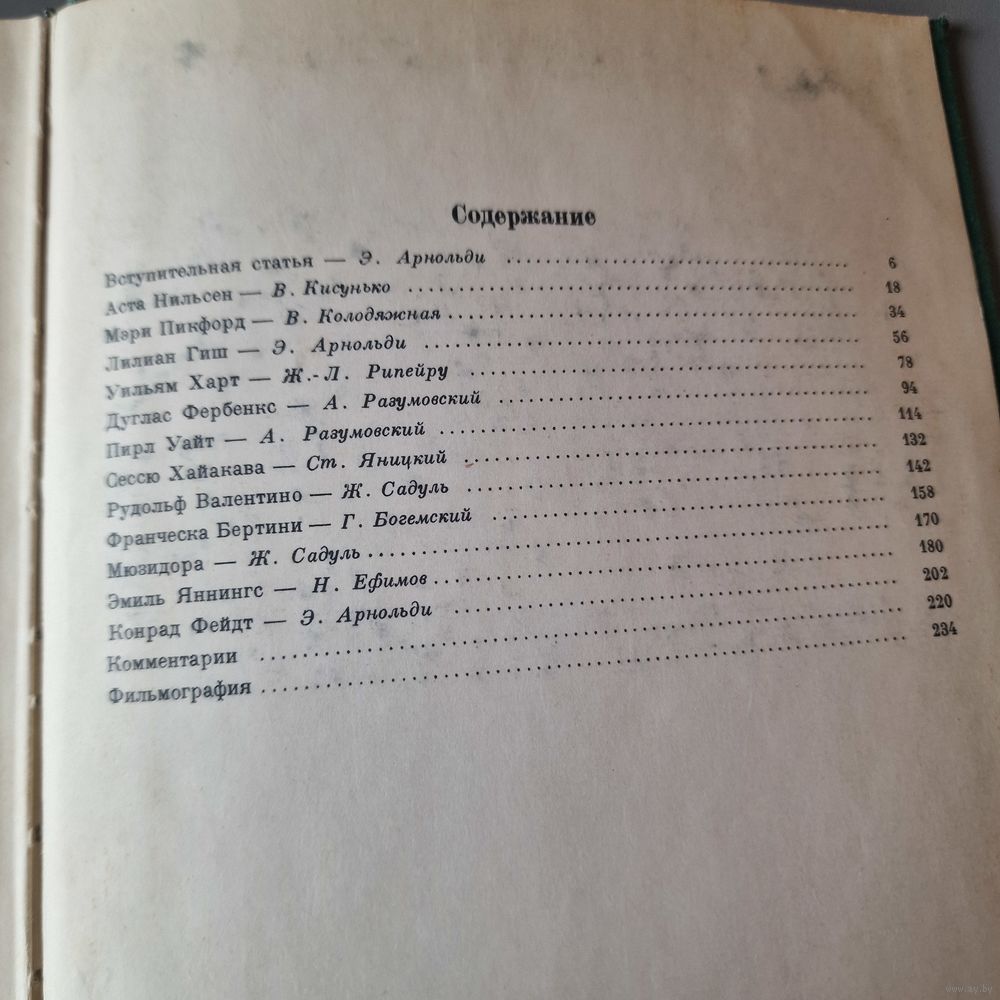 Содержание
Вступительная статья — Э. Арнольди ........ 6
Аста Нильсен — В. Кисунько ........ 18
Мэри Пикфорд — В. Колодяжная ........ 34
Лилиан Гиш — Э. Арнольди ........ 56
Уильям Харт — Ж.-Л. Рипейру ........ 78
Дуглас Фербенкс — А. Разумовский ........ 94
Пирл Уайт — А. Разумовский ........ 114
Сессю Хайакава — Ст. Яницкий ........ 132
Рудольф Валентино — Ж. Садуль ........ 142
Франческа Бертини — Г. Богемский ........ 158
Мюзидора — Ж. Садуль ........ 170
Эмиль Яннингс — Н. Ефимов ........ 180
Конрад Фейдт — Э. Арнольди ........ 202
Комментарии ........ 220
Фильмография ........ 234
www.ay.by